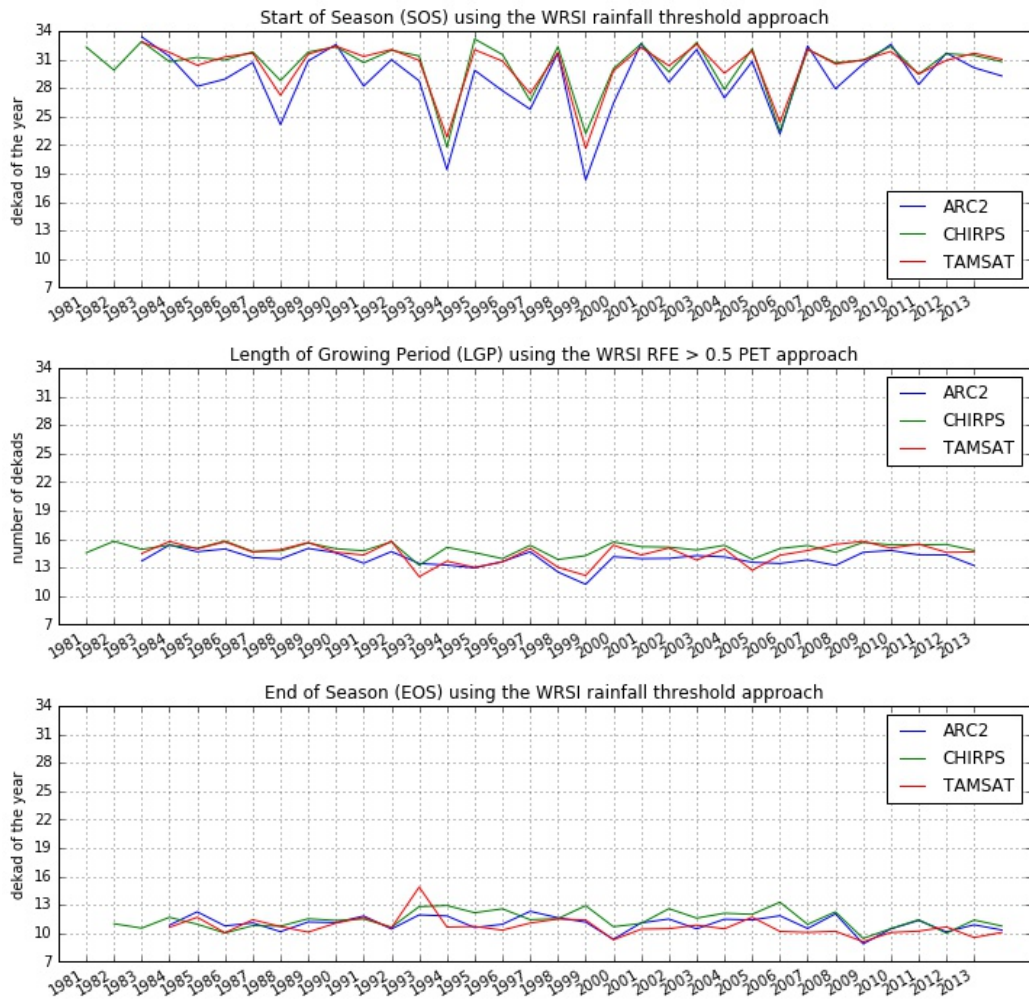 Start of Season (SOS) using the WRSI rainfall threshold approach
dekad of the year
34
31
28
25
22
19
16
13
10
7
ARC2
CHIRPS
TAMSAT
1981 1982 1983 1984 1985 1986 1987 1988 1989 1990 1991 1992 1993 1994 1995 1996 1997 1998 1999 2000 2001 2002 2003 2004 2005 2006 2007 2008 2009 2010 2011 2012 2013
Length of Growing Period (LGP) using the WRSI RFE > 0.5 PET approach
number of dekads
34
31
28
25
22
19
16
13
10
7
ARC2
CHIRPS
TAMSAT
1981 1982 1983 1984 1985 1986 1987 1988 1989 1990 1991 1992 1993 1994 1995 1996 1997 1998 1999 2000 2001 2002 2003 2004 2005 2006 2007 2008 2009 2010 2011 2012 2013
End of Season (EOS) using the WRSI rainfall threshold approach
dekad of the year
34
31
28
25
22
19
16
13
10
7
ARC2
CHIRPS
TAMSAT
1981 1982 1983 1984 1985 1986 1987 1988 1989 1990 1991 1992 1993 1994 1995 1996 1997 1998 1999 2000 2001 2002 2003 2004 2005 2006 2007 2008 2009 2010 2011 2012 2013